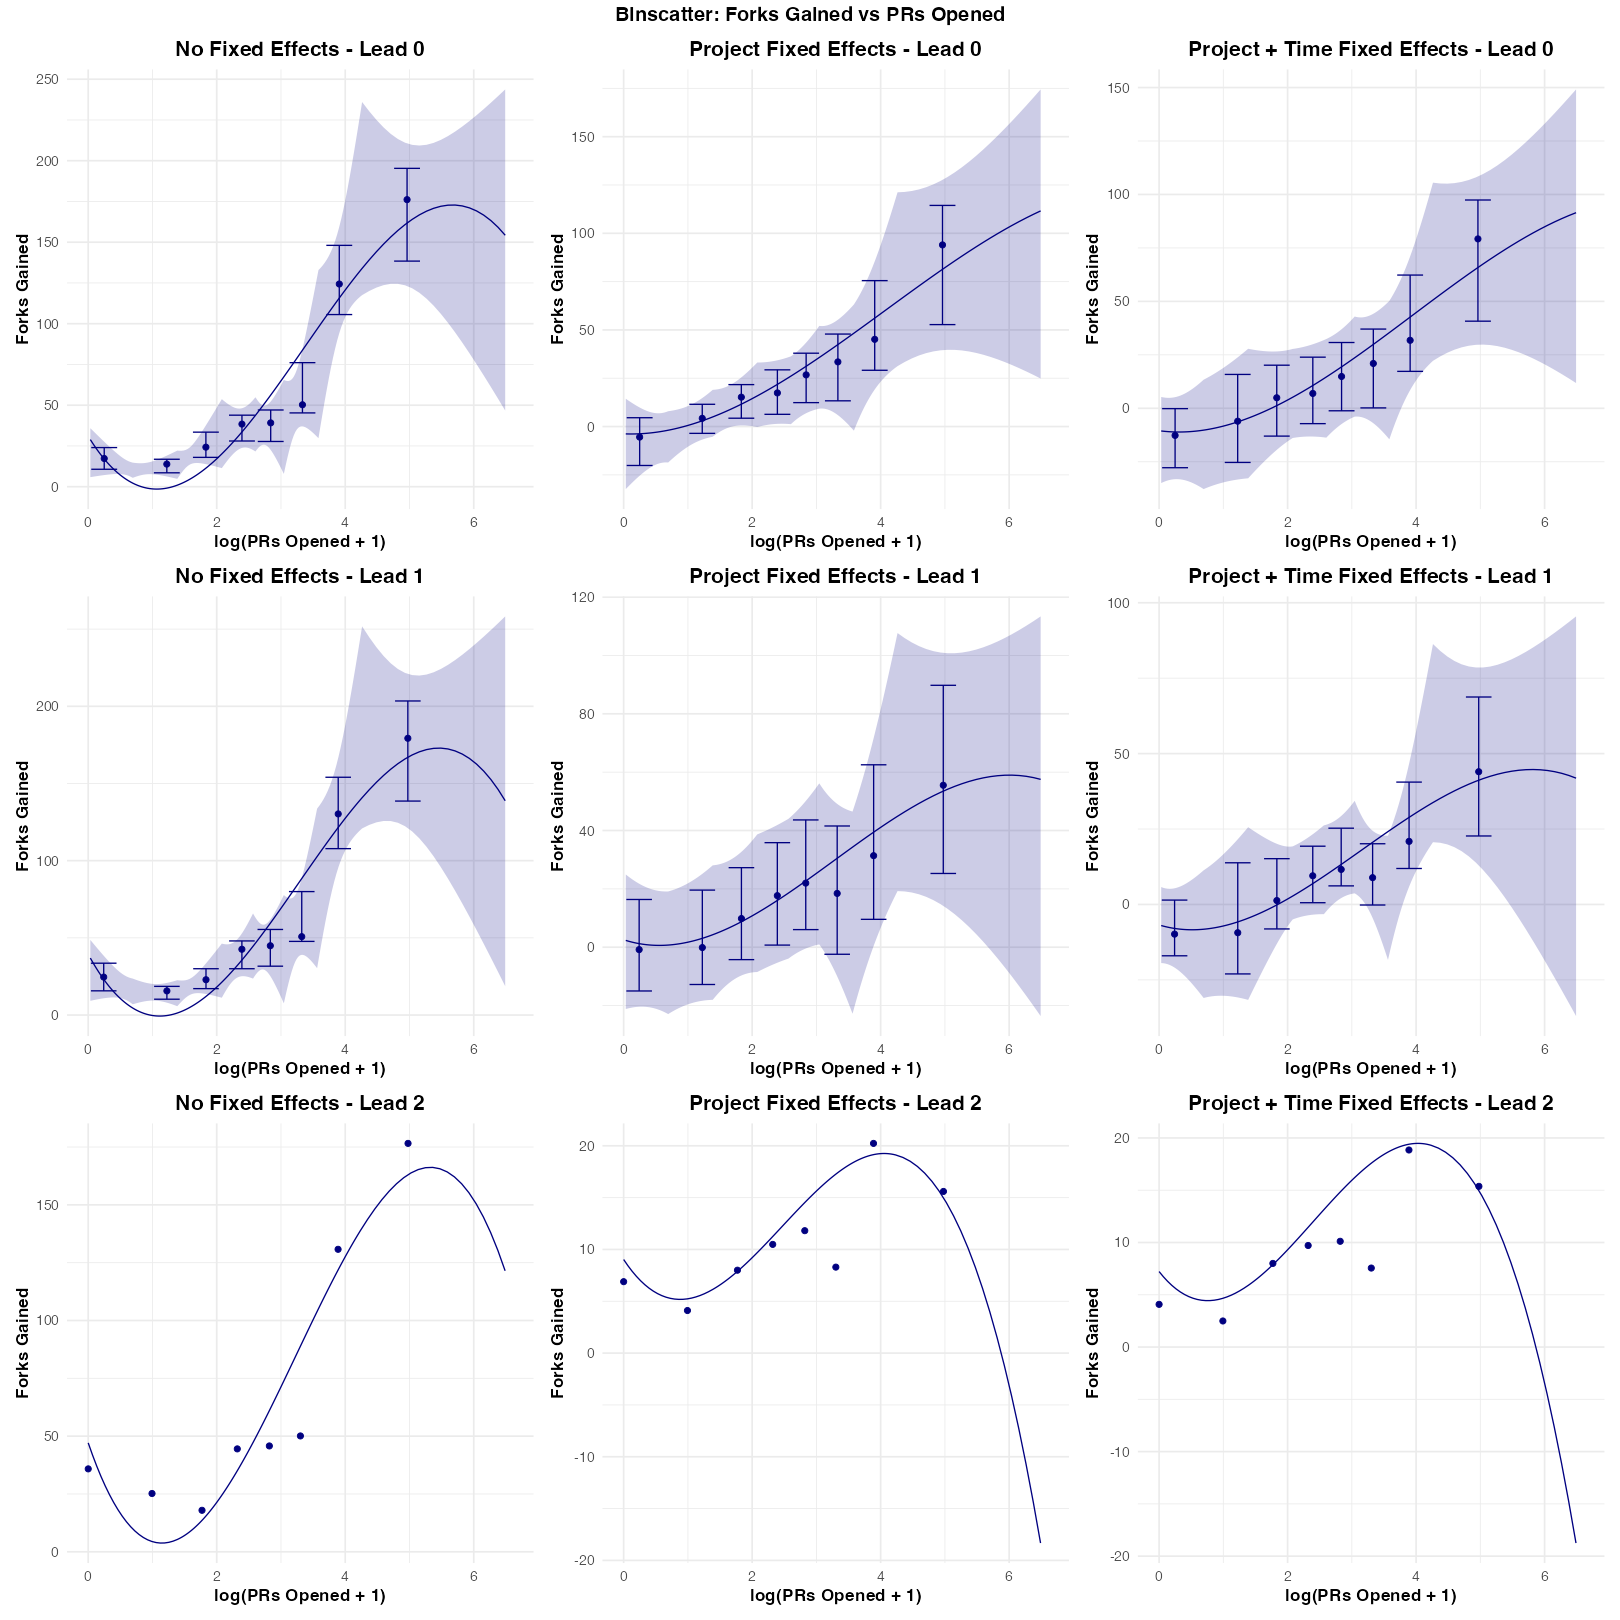 BInscatter: Forks GaIned vs PRs Opened
No Fixed Effects - Lead 0
Project Fixed Effects - Lead 0
Project + Time Fixed Effects - Lead 0
250
200
150
100
50
0
Forks Gained
0 2 4 6
log(PRs Opened + 1)
150
100
50
0
Forks Gained
0 2 4 6
log(PRs Opened + 1)
150
100
50
0
Forks Gained
0 2 4 6
log(PRs Opened + 1)
No Fixed Effects - Lead 1
Project Fixed Effects - Lead 1
Project + Time Fixed Effects - Lead 1
200
100
0
Forks Gained
0 2 4 6
log(PRs Opened + 1)
120
80
40
0
Forks Gained
0 2 4 6
log(PRs Opened + 1)
100
50
0
Forks Gained
0 2 4 6
log(PRs Opened + 1)
No Fixed Effects - Lead 2
Project Fixed Effects - Lead 2
Project + Time Fixed Effects - Lead 2
150
100
50
0
Forks Gained
0 2 4 6
log(PRs Opened + 1)
20
10
0
-10
-20
Forks Gained
0 2 4 6
log(PRs Opened + 1)
20
10
0
-10
-20
Forks Gained
0 2 4 6
log(PRs Opened + 1)